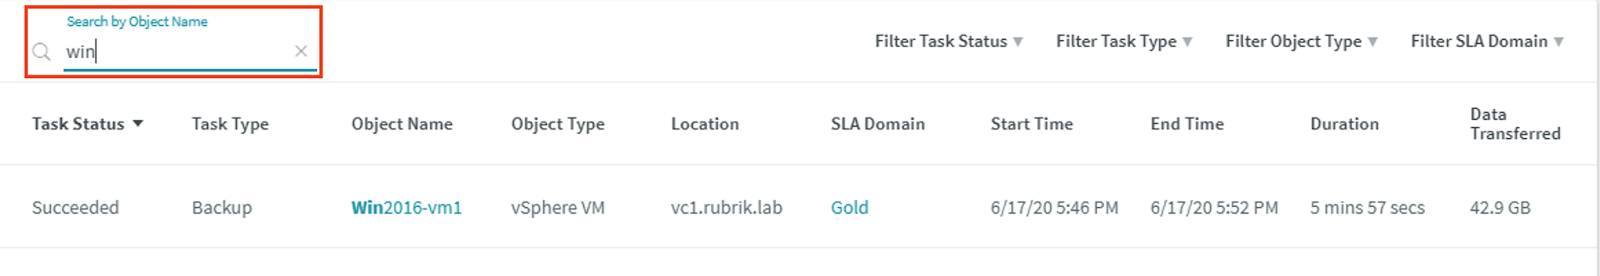 Search by Object Name
win
Filter Task Status Filter Task Type Filter Object Type Filter SLA Domain
Task Status Task Type Object Name Object Type Location SLA Domain Start Time End Time Duration Data Transferred
Succeeded Backup Win2016-vm1 vSphere VM vc1.rubrik.lab Gold 6/17/20 5:46 PM 6/17/20 5:52 PM 5 mins 57 secs 42.9 GB